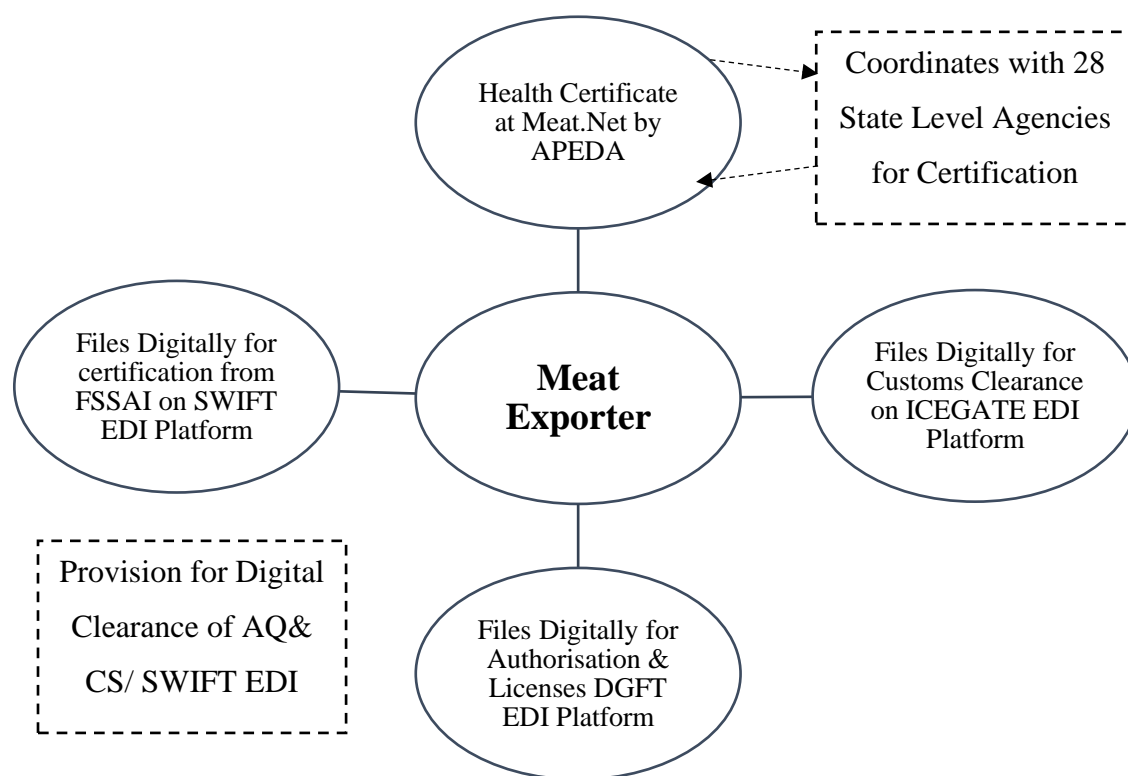 Health Certificate
at Meat.Net by
APEDA
Coordinates with 28
State Level Agencies
for Certification
Files Digitally for
certification from
FSSAI on SWIFT
EDI Platform
Meat
Exporter
Files Digitally for
Customs Clearance
on ICEGATE EDI
Platform
Provision for Digital
Clearance of AQ&
CS/ SWIFT EDI
Files Digitally for
Authorisation &
Licenses DGFT
EDI Platform